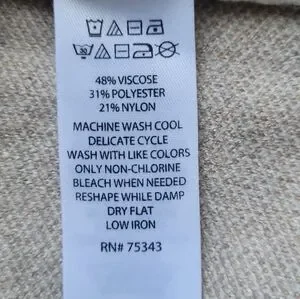 48% VISCOSE
31% POLYESTER
21% NYLON
MACHINE WASH COOL
DELICATE CYCLE
WASH WITH LIKE COLORS
ONLY NON-CHLORINE
BLEACH WHEN NEEDED
RESHAPE WHILE DAMP
DRY FLAT
LOW IRON
RN# 75343